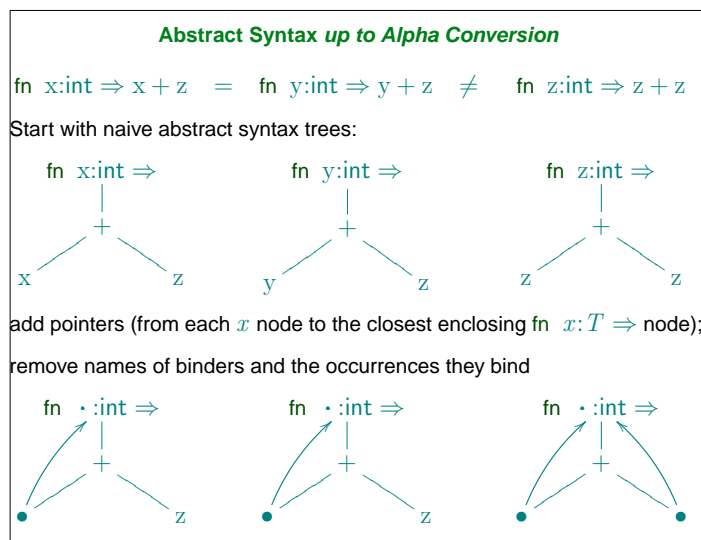 Abstract Syntax up to Alpha Conversion
fn x:int ⇒ x + z = fn y:int ⇒ y + z ≠ fn z:int ⇒ z + z
Start with naive abstract syntax trees:
fn x:int ⇒ fn y:int ⇒ fn z:int ⇒
+ + +
x z y z z z
add pointers (from each x node to the closest enclosing fn x:T ⇒ node);
remove names of binders and the occurrences they bind
fn · :int ⇒ fn · :int ⇒ fn · :int ⇒
+ + +
• z • z • •